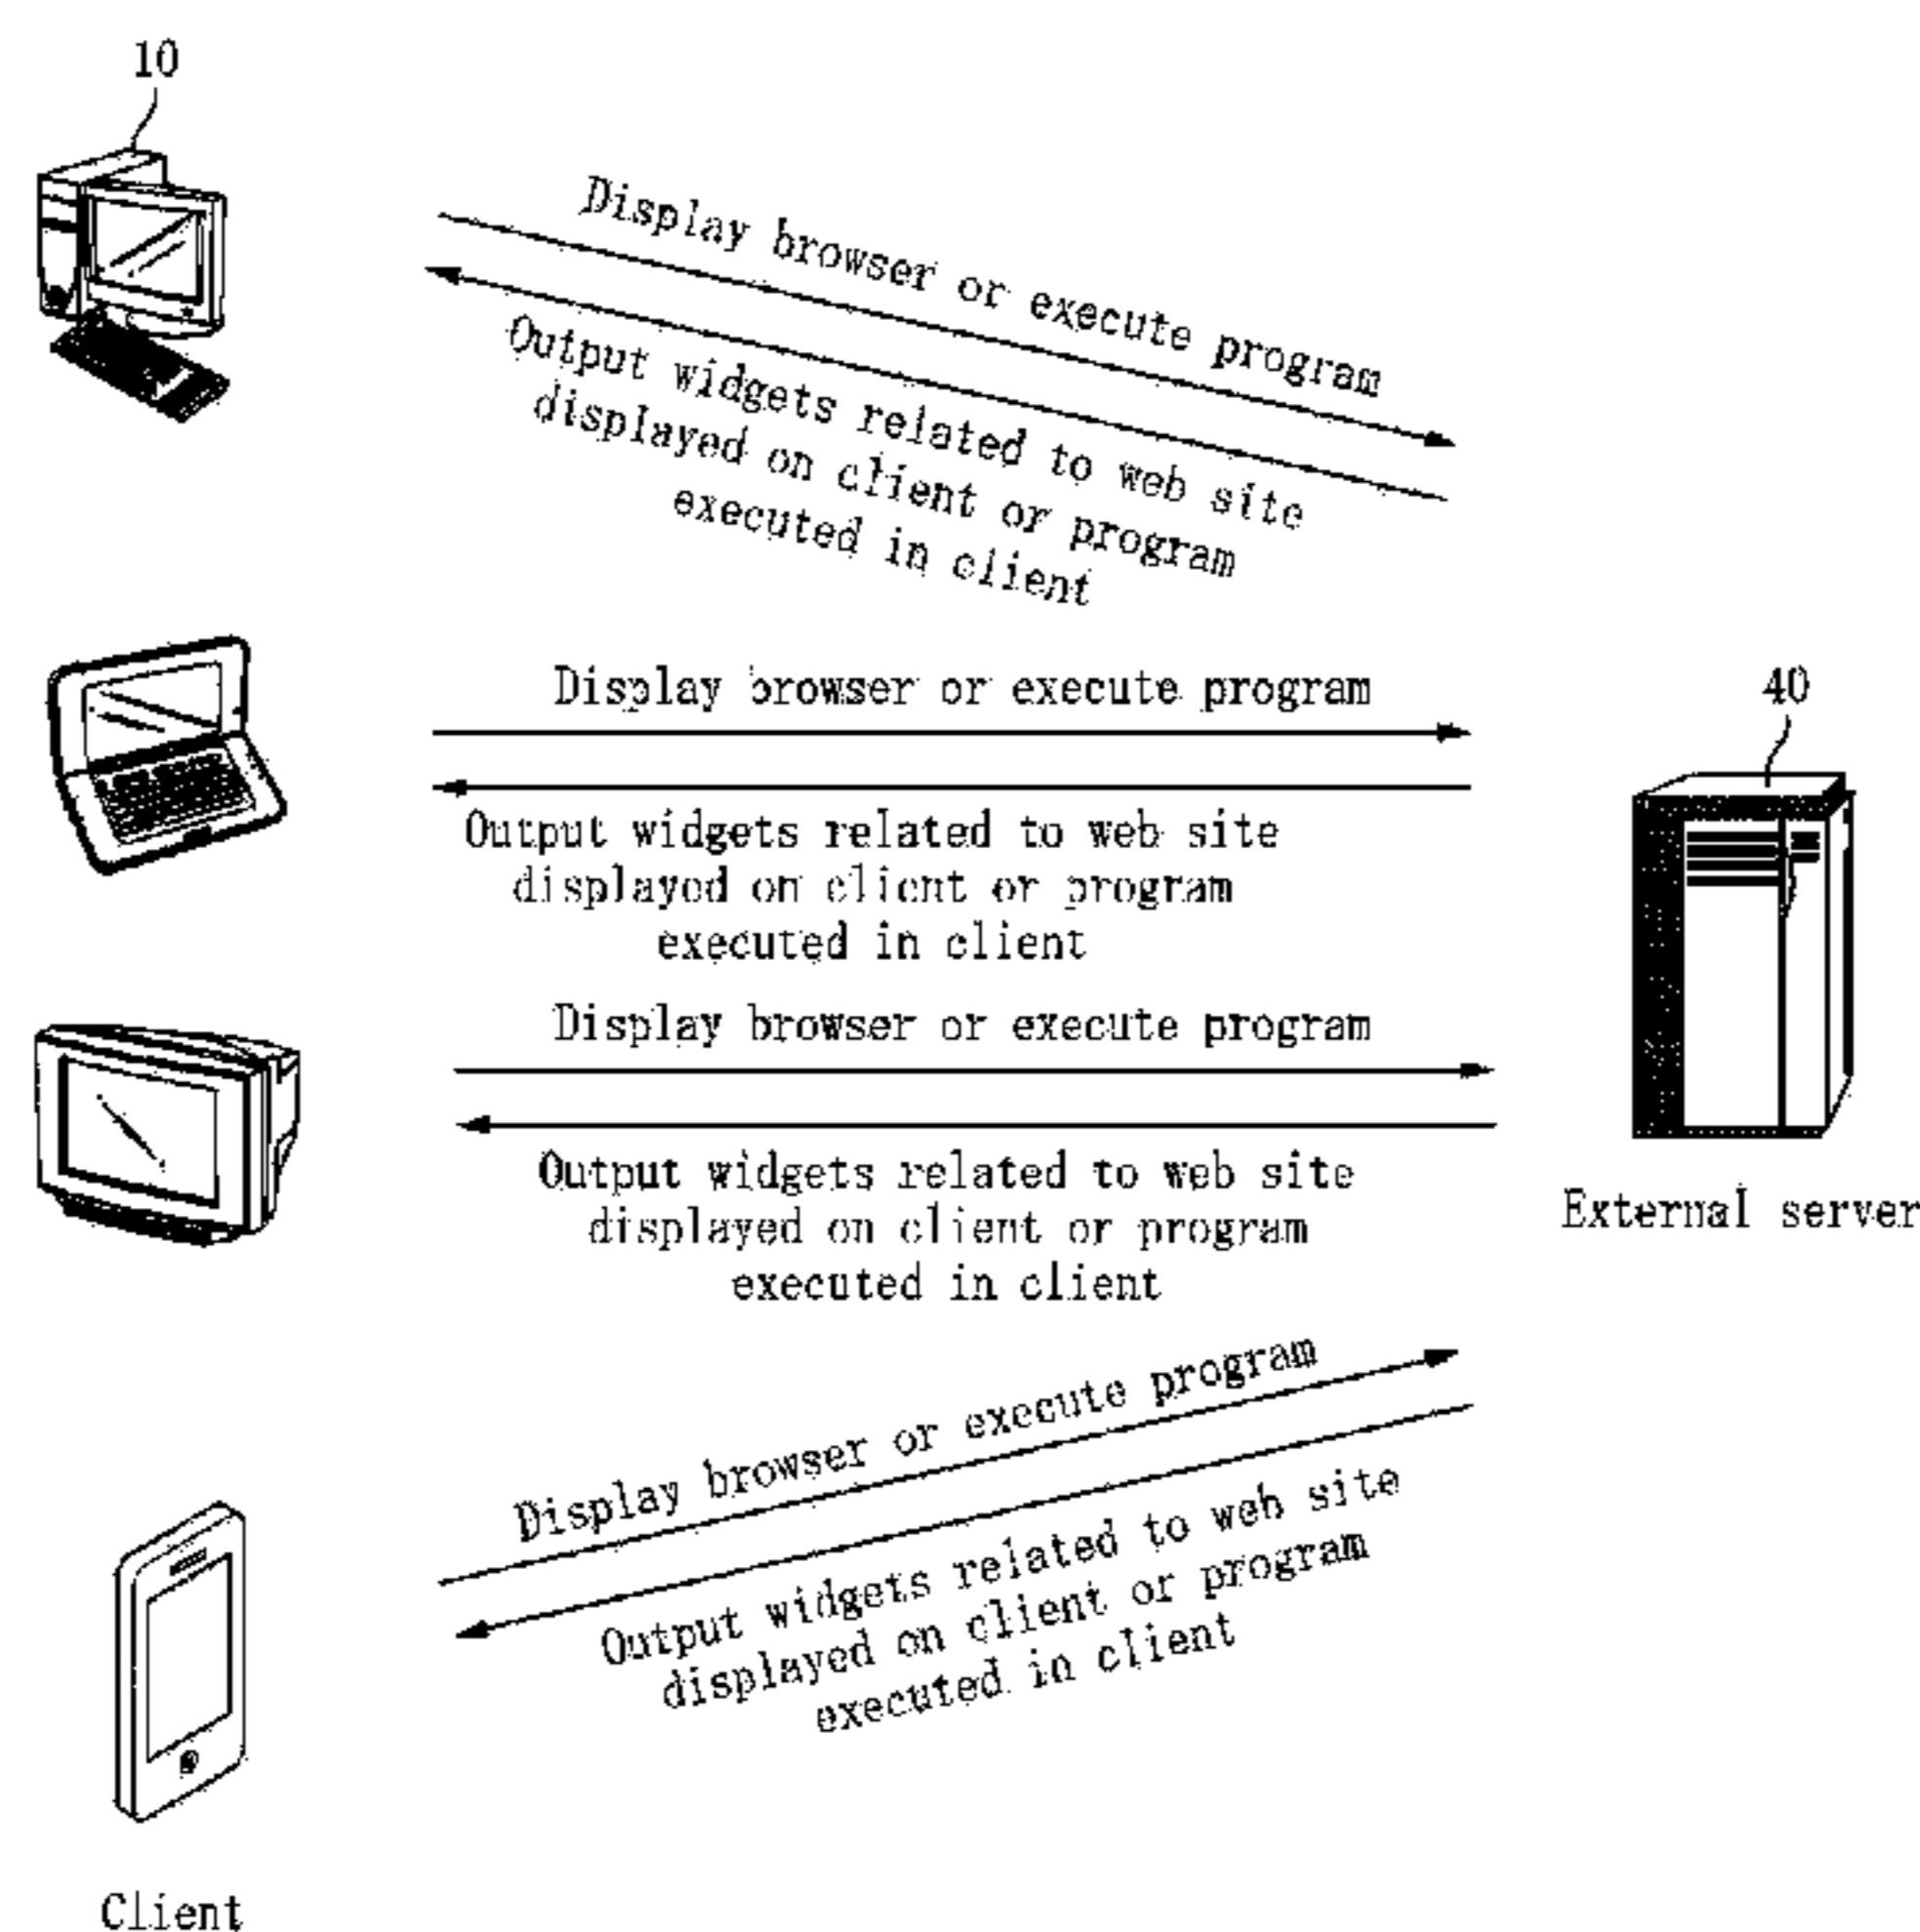 10
Display browser or execute program
Output widgets related to web site
displayed on client or program
executed in client
Display browser or execute program
40
Output widgets related to web site
displayed on client or program
executed in client
Display browser or execute program
Output widgets related to web site
displayed on client or program
executed in client
External server
Display browser or execute program
Output widgets related to web site
displayed on client or program
executed in client
Client